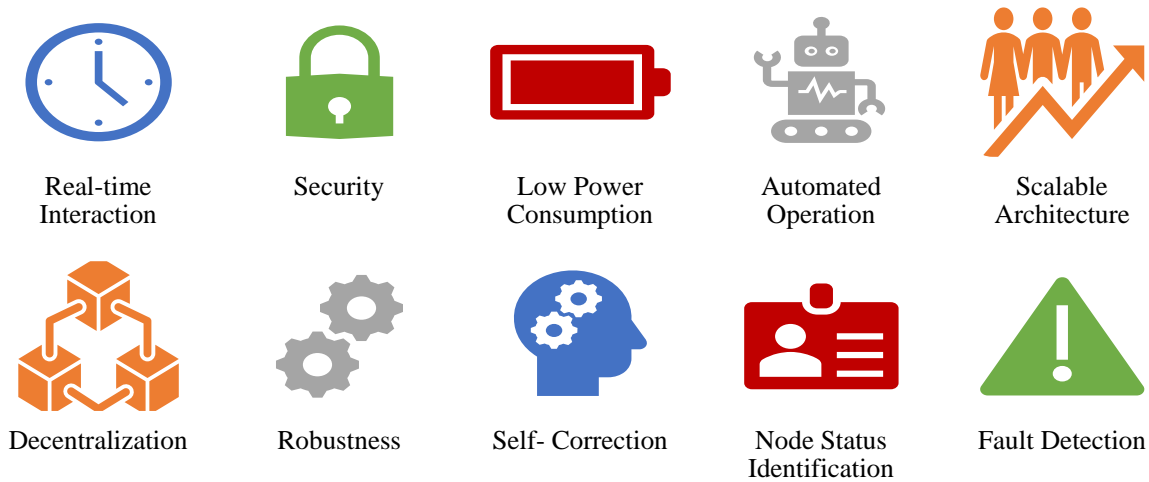 Real-time
Interaction
Security
Low Power
Consumption
Automated
Operation
Scalable
Architecture
Decentralization
Robustness
Self- Correction
Node Status
Identification
Fault Detection